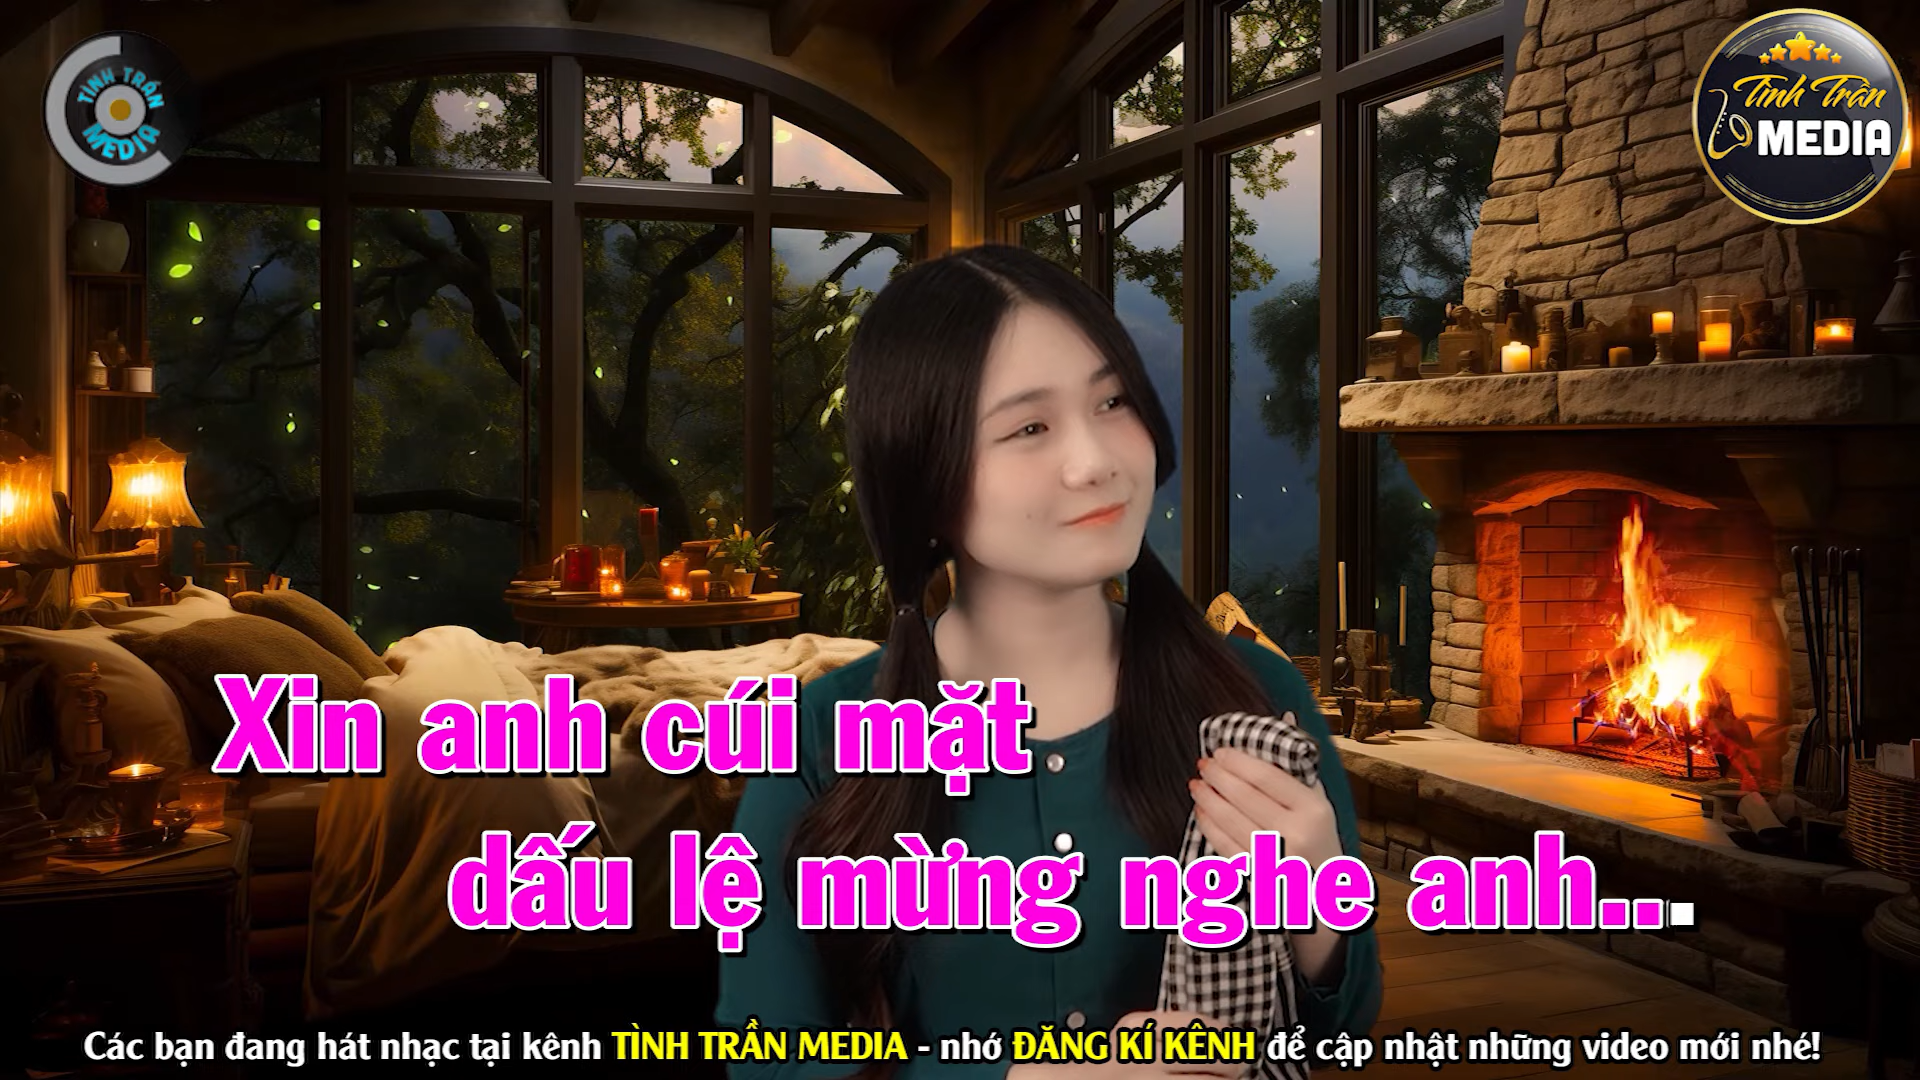 TÌNH TRẦN
MEDIA
Tình Trần
MEDIA
Xin anh cúi mặt
dấu lệ mừng nghe anh...
Các bạn đang hát nhạc tại kênh TÌNH TRẦN MEDIA - nhớ ĐĂNG KÍ KÊNH để cập nhật những video mới nhé!